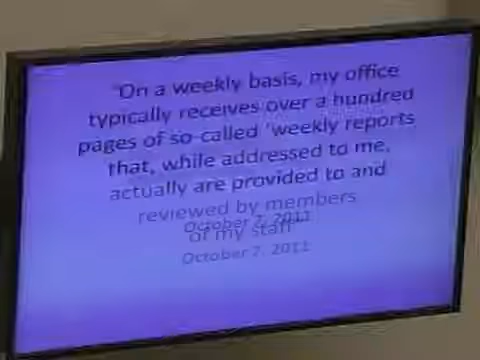 "On a weekly basis, my office
typically receives over a hundred
pages of so-called 'weekly reports
that, while addressed to me,
actually are provided to and
reviewed by members
October 7, 2011
of my staff"
October 7, 2011